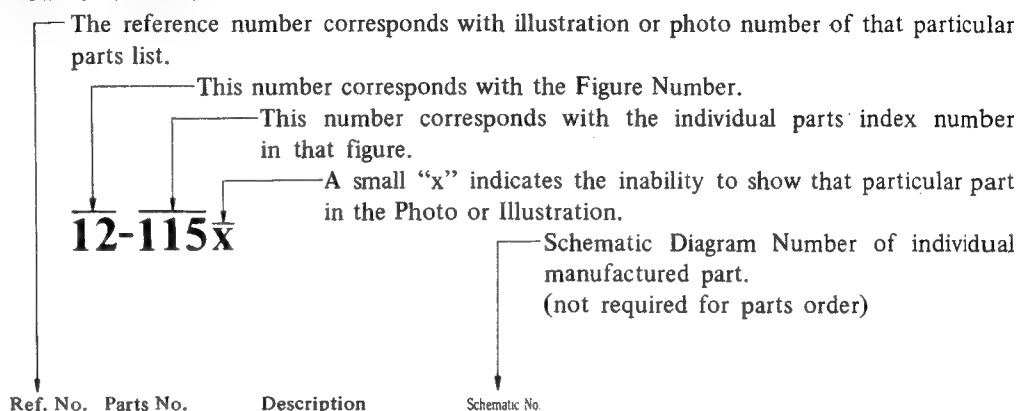 The reference number corresponds with illustration or photo number of that particular
parts list.
This number corresponds with the Figure Number.
This number corresponds with the individual parts index number
in that figure.
A small “x” indicates the inability to show that particular part
in the Photo or Illustration.
12-115x
Schematic Diagram Number of individual
manufactured part.
(not required for parts order)
Ref. No. Parts No. Description Schematic No.